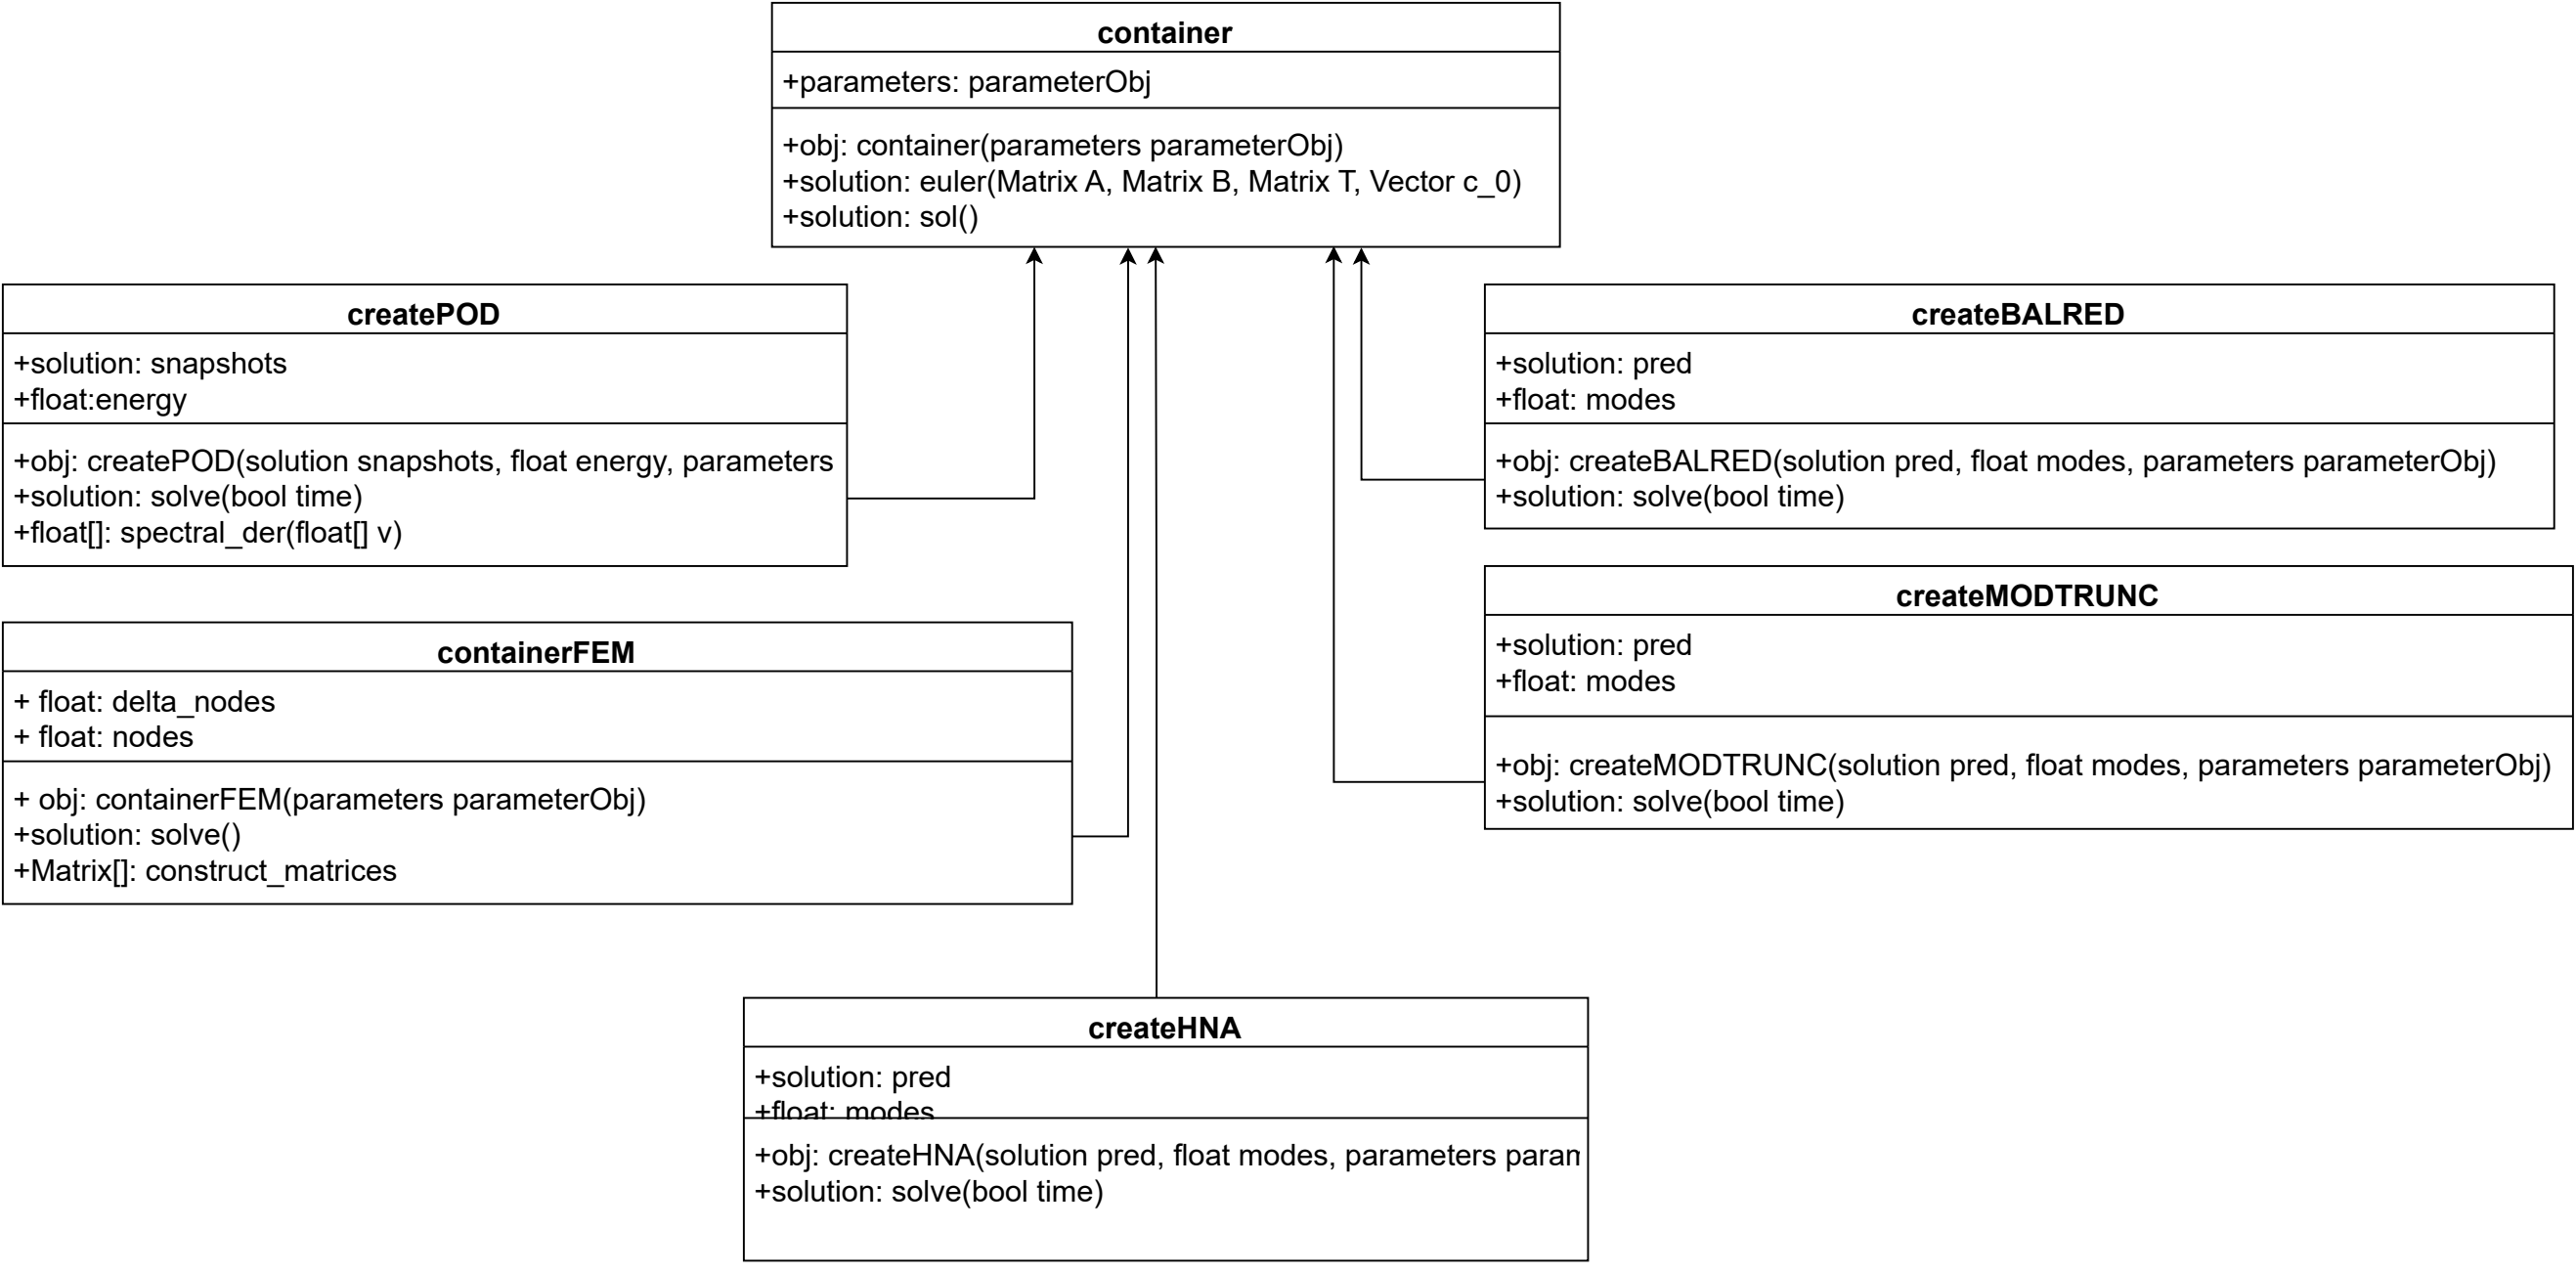 container
+parameters: parameterObj
+obj: container(parameters parameterObj)
+solution: euler(Matrix A, Matrix B, Matrix T, Vector c_0)
+solution: sol()
createPOD
+solution: snapshots
+float:energy
+obj: createPOD(solution snapshots, float energy, parameters
+solution: solve(bool time)
+float[]: spectral_der(float[] v)
createBALRED
+solution: pred
+float: modes
+obj: createBALRED(solution pred, float modes, parameters parameterObj)
+solution: solve(bool time)
createMODTRUNC
+solution: pred
+float: modes
+obj: createMODTRUNC(solution pred, float modes, parameters parameterObj)
+solution: solve(bool time)
containerFEM
+ float: delta_nodes
+ float: nodes
+ obj: containerFEM(parameters parameterObj)
+solution: solve()
+Matrix[]: construct_matrices
createHNA
+solution: pred
+float: modes
+obj: createHNA(solution pred, float modes, parameters param
+solution: solve(bool time)